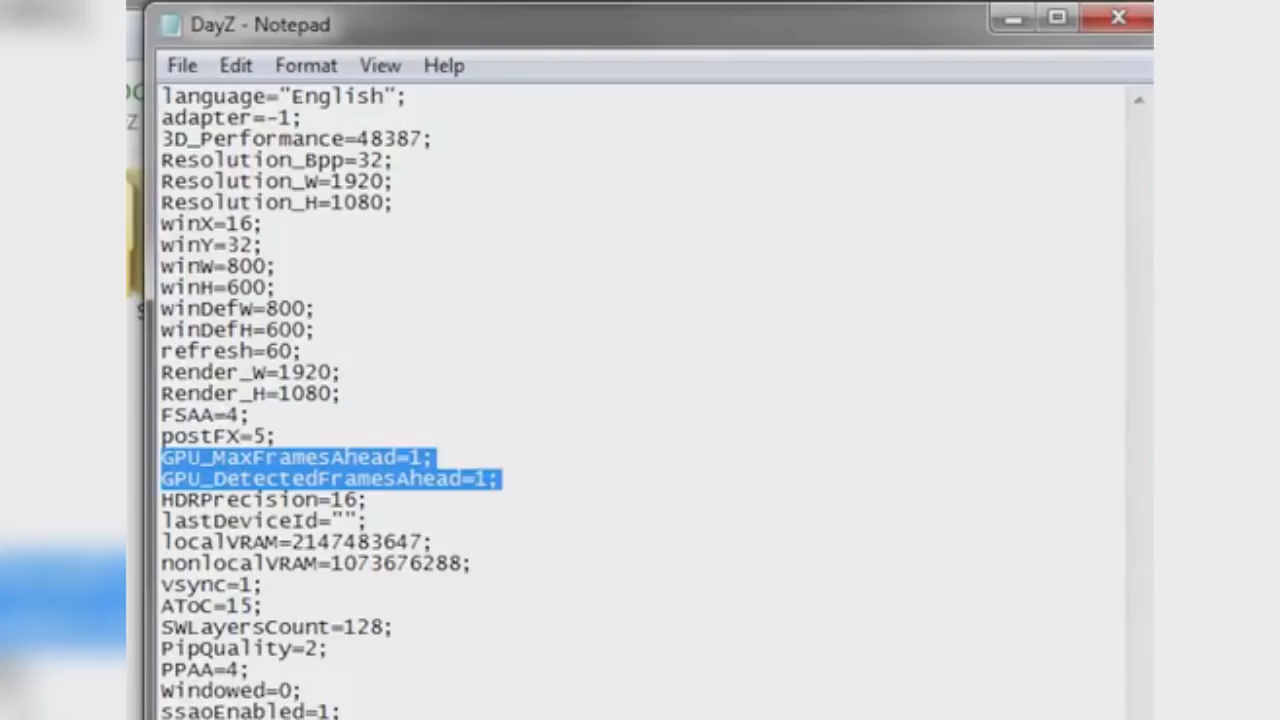 DayZ - Notepad
File Edit Format View Help
language="English";
adapter=-1;
3D_Performance=48387;
Resolution_Bpp=32;
Resolution_W=1920;
Resolution_H=1080;
winX=16;
winY=32;
winW=800;
winH=600;
winDefW=800;
winDefH=600;
refresh=60;
Render_W=1920;
Render_H=1080;
FSAA=4;
postFX=5;
GPU_MaxFramesAhead=1;
GPU_DetectedFramesAhead=1;
HDRPrecision=16;
lastDeviceId="";
localVRAM=2147483647;
nonlocalVRAM=1073676288;
vsync=1;
AToC=15;
SWLayersCount=128;
PipQuality=2;
PPAA=4;
Windowed=0;
ssaoEnabled=1;